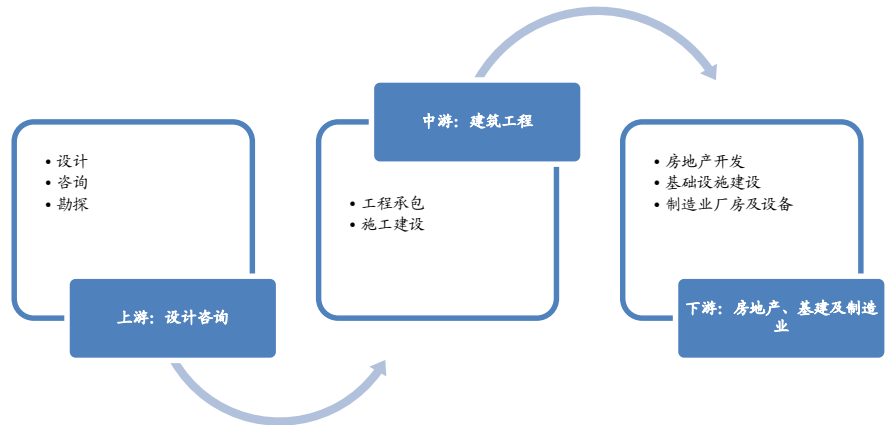 • 设计
• 咨询
• 勘探
上游：设计咨询
中游：建筑工程
• 工程承包
• 施工建设
• 房地产开发
• 基础设施建设
• 制造业厂房及设备
下游：房地产、基建及制造
业